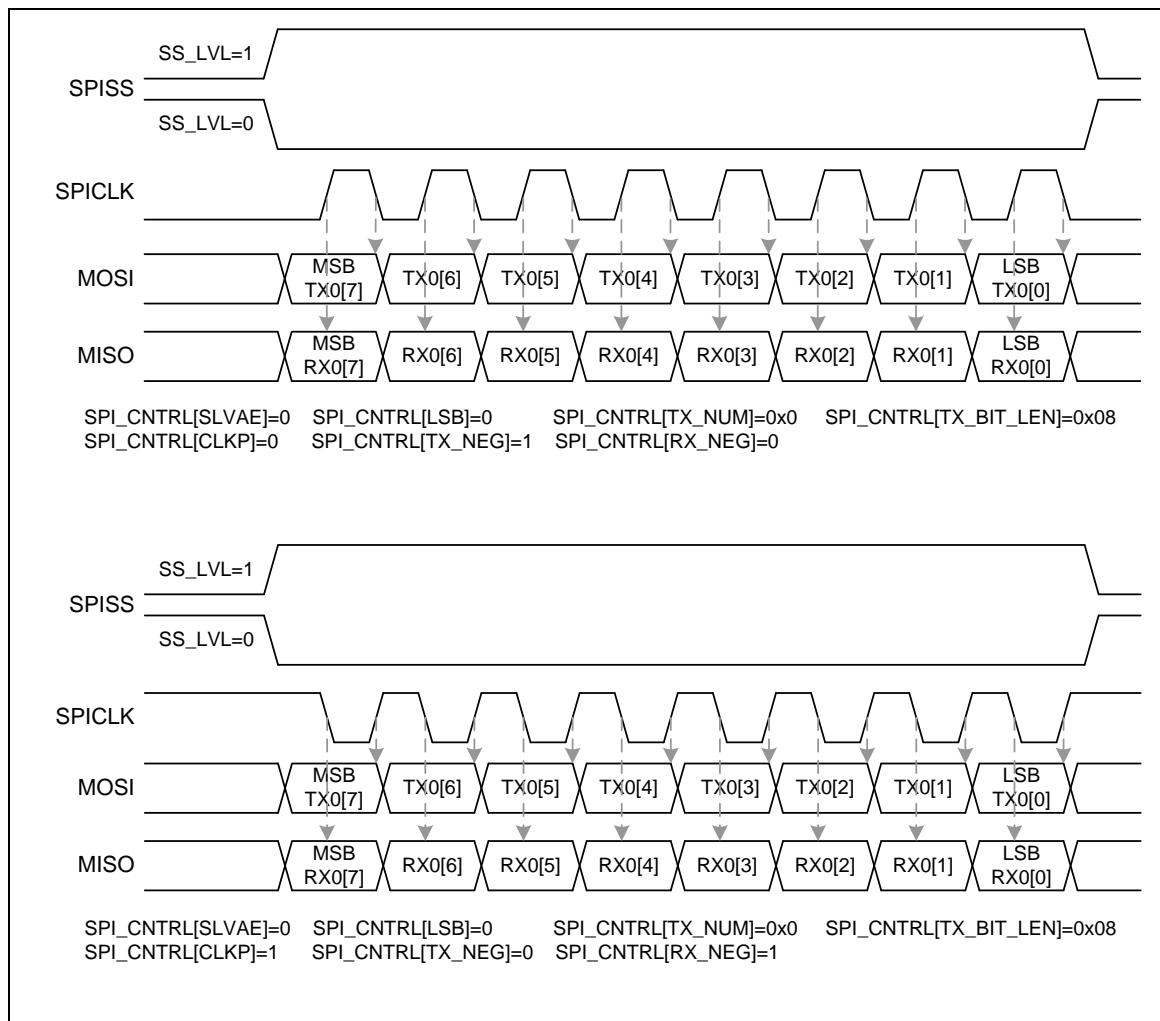 SS_LVL=1
SPISS
SS_LVL=0
SPICLK
MOSI MSB TX0[7] TX0[6] TX0[5] TX0[4] TX0[3] TX0[2] TX0[1] LSB TX0[0]
MISO MSB RX0[7] RX0[6] RX0[5] RX0[4] RX0[3] RX0[2] RX0[1] LSB RX0[0]
SPI_CNTRL[SLVAE]=0 SPI_CNTRL[LSB]=0 SPI_CNTRL[TX_NUM]=0x0 SPI_CNTRL[TX_BIT_LEN]=0x08
SPI_CNTRL[CLKP]=0 SPI_CNTRL[TX_NEG]=1 SPI_CNTRL[RX_NEG]=0
SS_LVL=1
SPISS
SS_LVL=0
SPICLK
MOSI MSB TX0[7] TX0[6] TX0[5] TX0[4] TX0[3] TX0[2] TX0[1] LSB TX0[0]
MISO MSB RX0[7] RX0[6] RX0[5] RX0[4] RX0[3] RX0[2] RX0[1] LSB RX0[0]
SPI_CNTRL[SLVAE]=0 SPI_CNTRL[LSB]=0 SPI_CNTRL[TX_NUM]=0x0 SPI_CNTRL[TX_BIT_LEN]=0x08
SPI_CNTRL[CLKP]=1 SPI_CNTRL[TX_NEG]=0 SPI_CNTRL[RX_NEG]=1